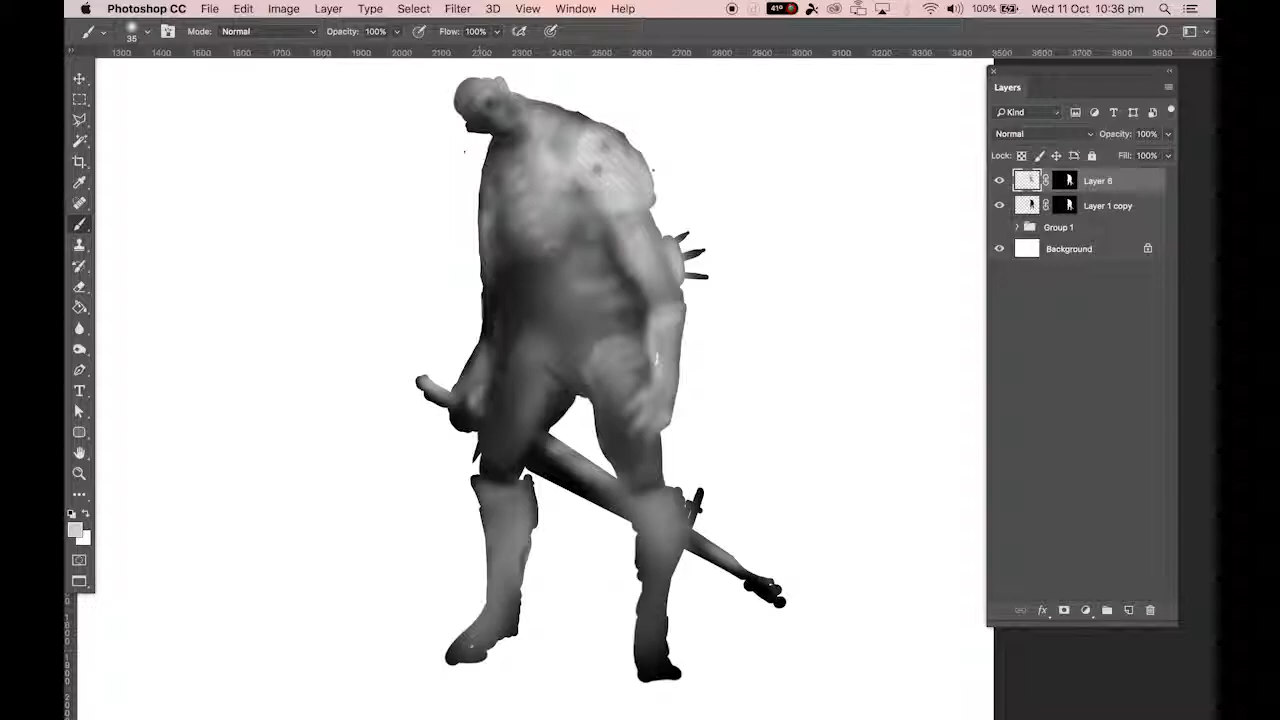 Photoshop CC File Edit Image Layer Type Select Filter 3D View Window Help 41° 100% Wed 11 Oct 10:36 pm
35 Mode: Normal Opacity: 100% Flow: 100%
1300 1400 1500 1600 1700 1800 1900 2000 2100 2200 2300 2400 2500 2600 2700 2800 2900 3000 3100 3200 3300 3400 3500 3600 3700 3800 3900 4000
Layers
Kind
Normal Opacity: 100%
Lock: Fill: 100%
Layer 6
Layer 1 copy
Group 1
Background
fx